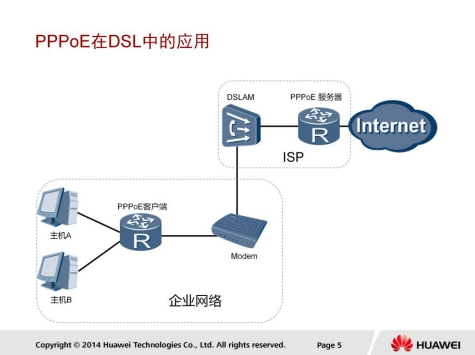 PPPoE在DSL中的应用
DSLAM
PPPoE 服务器
R
Internet
ISP
主机A
PPPoE客户端
R
Modem
主机B
企业网络
Copyright © 2014 Huawei Technologies Co., Ltd. All rights reserved.
Page 5
HUAWEI